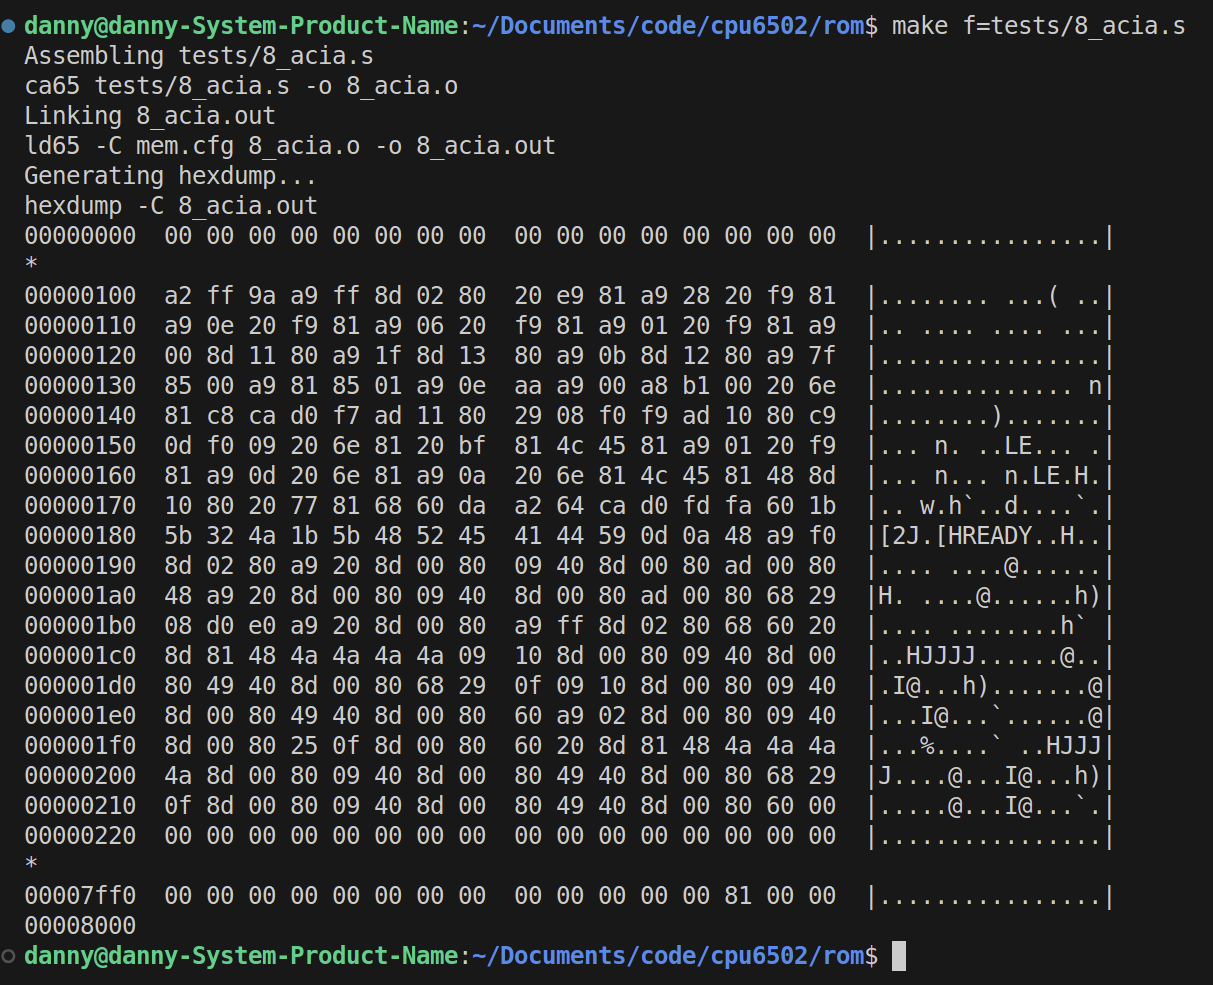 danny@danny-System-Product-Name:~/Documents/code/cpu6502/rom$ make f=tests/8_acia.s
Assembling tests/8_acia.s
ca65 tests/8_acia.s -o 8_acia.o
Linking 8_acia.out
ld65 -C mem.cfg 8_acia.o -o 8_acia.out
Generating hexdump...
hexdump -C 8_acia.out
00000000  00 00 00 00 00 00 00 00  00 00 00 00 00 00 00 00  |................|
*
00000100  a2 ff 9a a9 ff 8d 02 80  20 e9 81 a9 28 20 f9 81  |........ ...( ..|
00000110  a9 0e 20 f9 81 a9 06 20  f9 81 a9 01 20 f9 81 a9  |.. .... .... ...|
00000120  00 8d 11 80 a9 1f 8d 13  80 a9 0b 8d 12 80 a9 7f  |................|
00000130  85 00 a9 81 85 01 a9 0e  aa a9 00 a8 b1 00 20 6e  |.............. n|
00000140  81 c8 ca d0 f7 ad 11 80  29 08 f0 f9 ad 10 80 c9  |........).......|
00000150  0d f0 09 20 6e 81 20 bf  81 4c 45 81 a9 01 20 f9  |... n. ..LE... .|
00000160  81 a9 0d 20 6e 81 a9 0a  20 6e 81 4c 45 81 48 8d  |... n... n.LE.H.|
00000170  10 80 20 77 81 68 60 da  a2 64 ca d0 fd fa 60 1b  |.. w.h`..d....`.|
00000180  5b 32 4a 1b 5b 48 52 45  41 44 59 0d 0a 48 a9 f0  |[2J.[HREADY..H..|
00000190  8d 02 80 a9 20 8d 00 80  09 40 8d 00 80 ad 00 80  |.... ....@......|
000001a0  48 a9 20 8d 00 80 09 40  8d 00 80 ad 00 80 68 29  |H. ....@......h)|
000001b0  08 d0 e0 a9 20 8d 00 80  a9 ff 8d 02 80 68 60 20  |.... ........h` |
000001c0  8d 81 48 4a 4a 4a 4a 09  10 8d 00 80 09 40 8d 00  |..HJJJJ......@..|
000001d0  80 49 40 8d 00 80 68 29  0f 09 10 8d 00 80 09 40  |.I@...h).......@|
000001e0  8d 00 80 49 40 8d 00 80  60 a9 02 8d 00 80 09 40  |...I@...`......@|
000001f0  8d 00 80 25 0f 8d 00 80  60 20 8d 81 48 4a 4a 4a  |...%....` ..HJJJ|
00000200  4a 8d 00 80 09 40 8d 00  80 49 40 8d 00 80 68 29  |J....@...I@...h)|
00000210  0f 8d 00 80 09 40 8d 00  80 49 40 8d 00 80 60 00  |.....@...I@...`.|
00000220  00 00 00 00 00 00 00 00  00 00 00 00 00 00 00 00  |................|
*
00007ff0  00 00 00 00 00 00 00 00  00 00 00 00 00 81 00 00  |................|
00008000
danny@danny-System-Product-Name:~/Documents/code/cpu6502/rom$